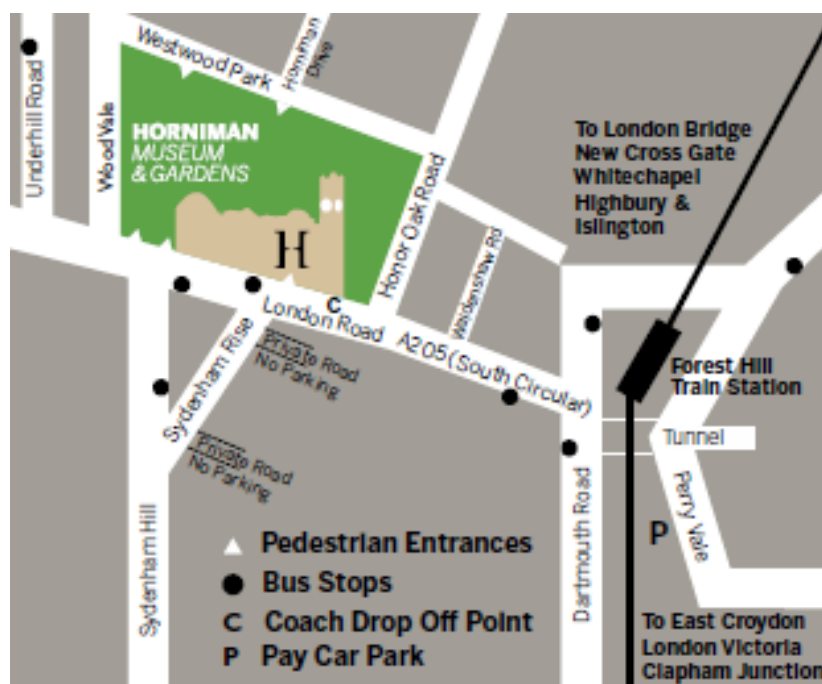 Westwood Park
Horniman
Drive
Underhill Road
Wood Vale
HORNIMAN
MUSEUM
& GARDENS
H
Honor Oak Road
To London Bridge
New Cross Gate
Whitechapel
Highbury &
Islington
Waldenshaw Rd
C
London Road
A205 (South Circular)
Sydenham Rise
Private Road
No Parking
Private Road
No Parking
Forest Hill
Train Station
Tunnel
Perry Vale
P
Sydenham Hill
Dartmouth Road
Pedestrian Entrances
Bus Stops
C Coach Drop Off Point
P Pay Car Park
To East Croydon
London Victoria
Clapham Junction